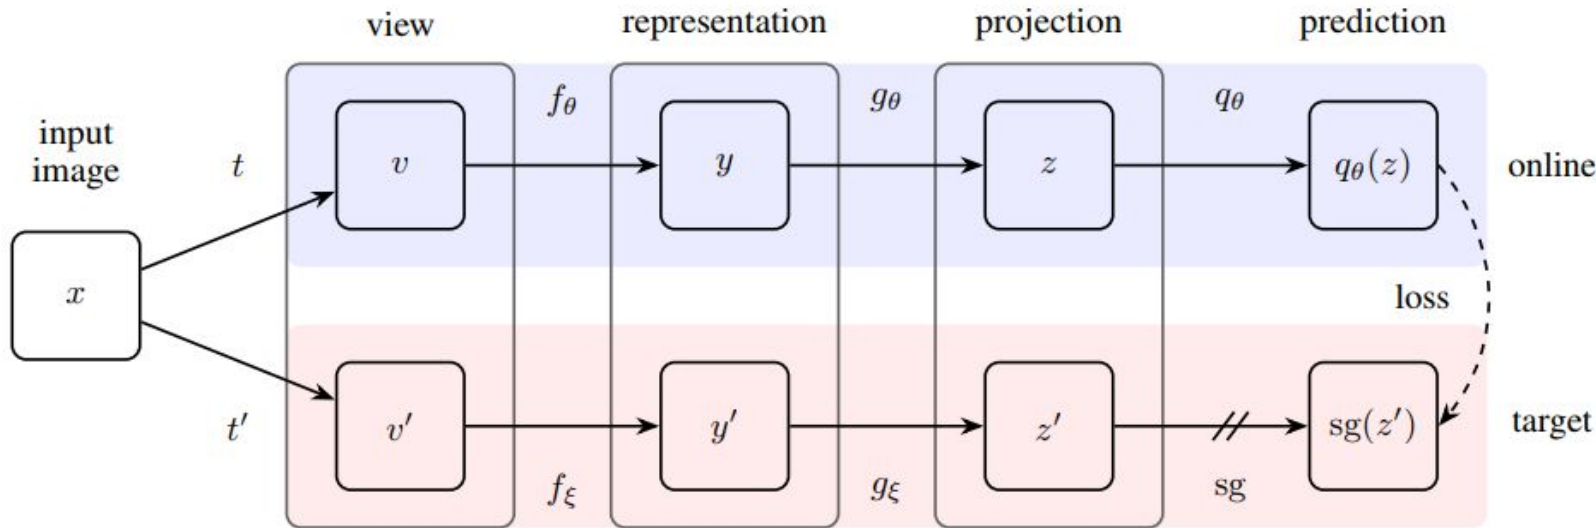 view representation projection prediction
input
image
t
f_θ
g_θ
q_θ
v
y
z
q_θ(z)
online
x
loss
t′
v′
y′
z′
sg(z′)
target
f_ξ
g_ξ
sg